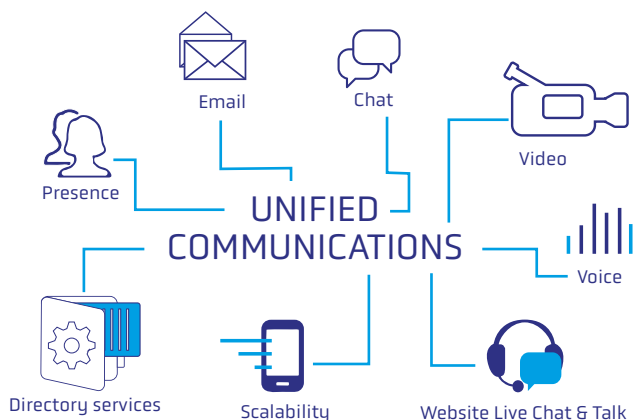 Email
Chat
Video
Presence
UNIFIED
COMMUNICATIONS
Voice
Directory services
Scalability
Website Live Chat & Talk